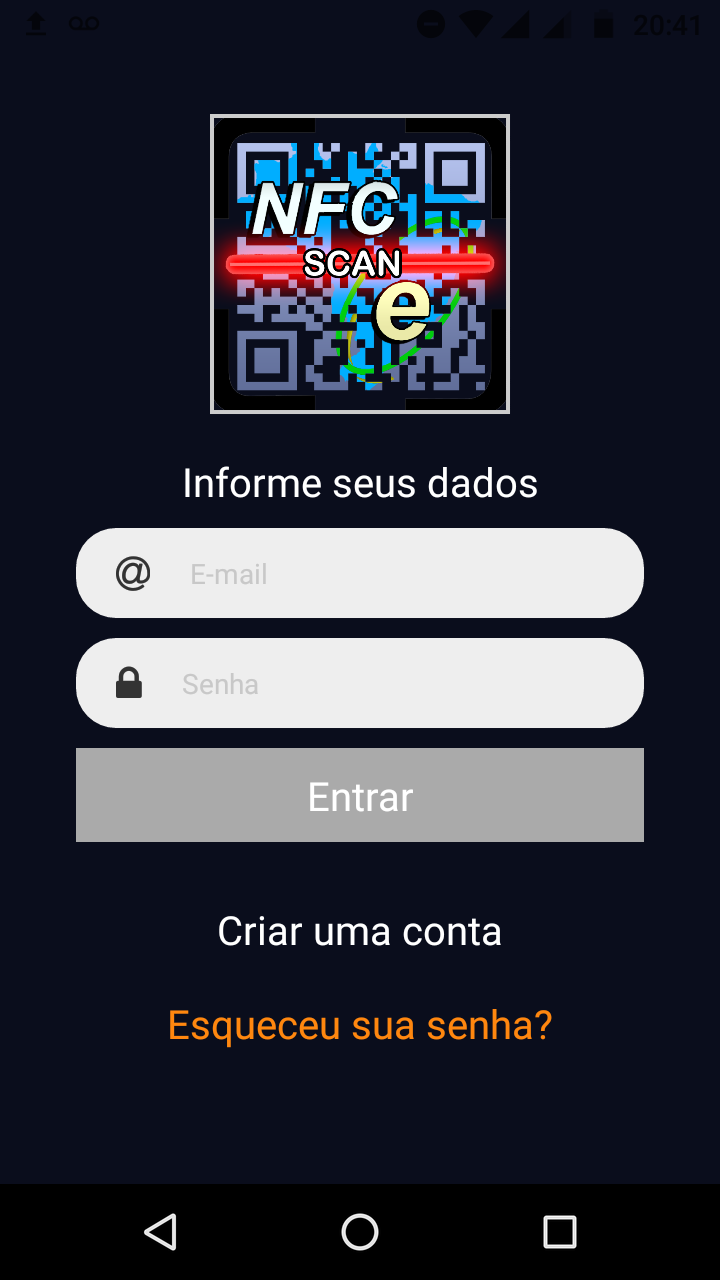 20:41
NFC
SCAN
e
Informe seus dados
@ E-mail
Senha
Entrar
Criar uma conta
Esqueceu sua senha?